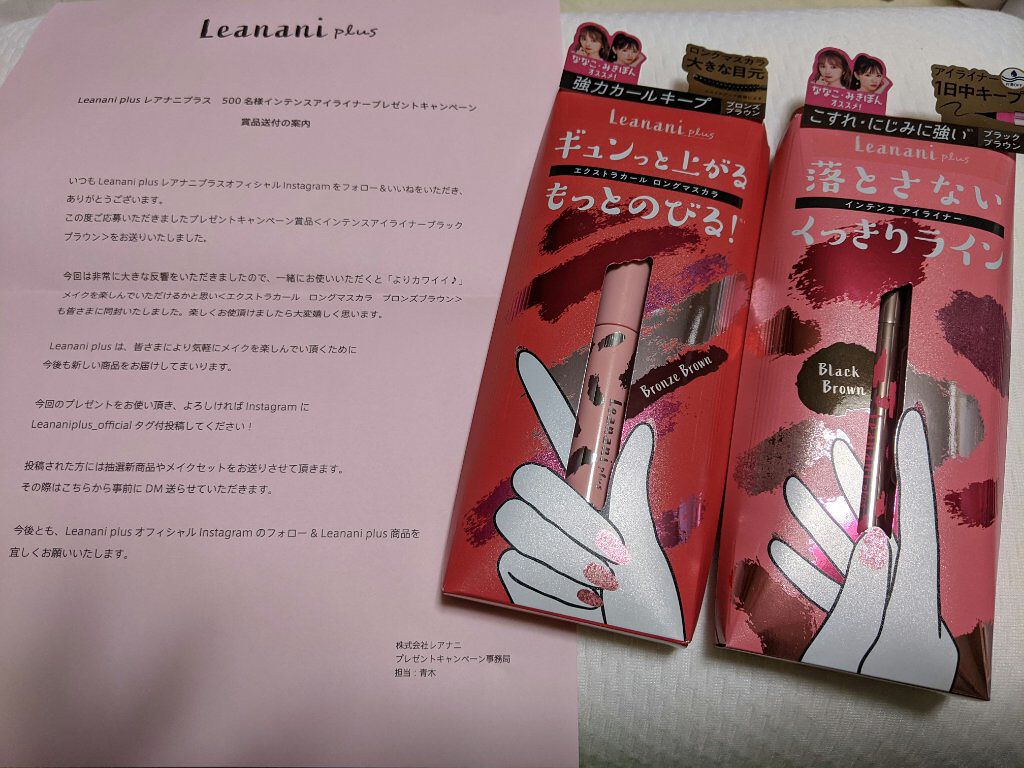 Leanani plus
Leanani plus レアナニプラス 500名様インテンスアイライナープレゼントキャンペーン
賞品送付の案内
いつも Leanani plus レアナニプラスオフィシャル Instagram をフォロー＆いいねをいただき、
ありがとうございます。
この度ご応募いただきましたプレゼントキャンペーン賞品＜インテンスアイライナーブラック
ブラウン＞をお送りいたしました。
今回は非常に大きな反響をいただきましたので、一緒にお使いいただくと「よりカワイイ♪」
メイクを楽しんでいただけるかと思い＜エクストラカール ロングマスカラ ブロンズブラウン＞
も皆さまに同封いたしました。楽しくお使頂けましたら大変嬉しく思います。
Leanani plus は、皆さまにより気軽にメイクを楽しんでい頂くために
今後も新しい商品をお届けしてまいります。
今回のプレゼントをお使い頂き、よろしければ Instagram に
Leananiplus_official タグ付投稿してください！
投稿された方には抽選新商品やメイクセットをお送りさせて頂きます。
その際はこちらから事前に DM 送らせていただきます。
今後とも、Leanani plus オフィシャル Instagram のフォロー & Leanani plus 商品を
宜しくお願いいたします。
株式会社レアナニ
プレゼントキャンペーン事務局
担当：青木
ななこ・みきぽん
オススメ！
ロングマスカラ
大きな目元
ブロンズ
ブラウン
強力カールキープ
Leanani plus
ギュンっと上がる
エクストラカール ロングマスカラ
もっとのびる！
Bronze Brown
Leanani plus
ななこ・みきぽん
オススメ！
アイライナー
1日中キープ
ブラック
ブラウン
こすれ・にじみに強い
Leanani plus
落とさない
インテンス アイライナー
くっきりライン
Black
Brown